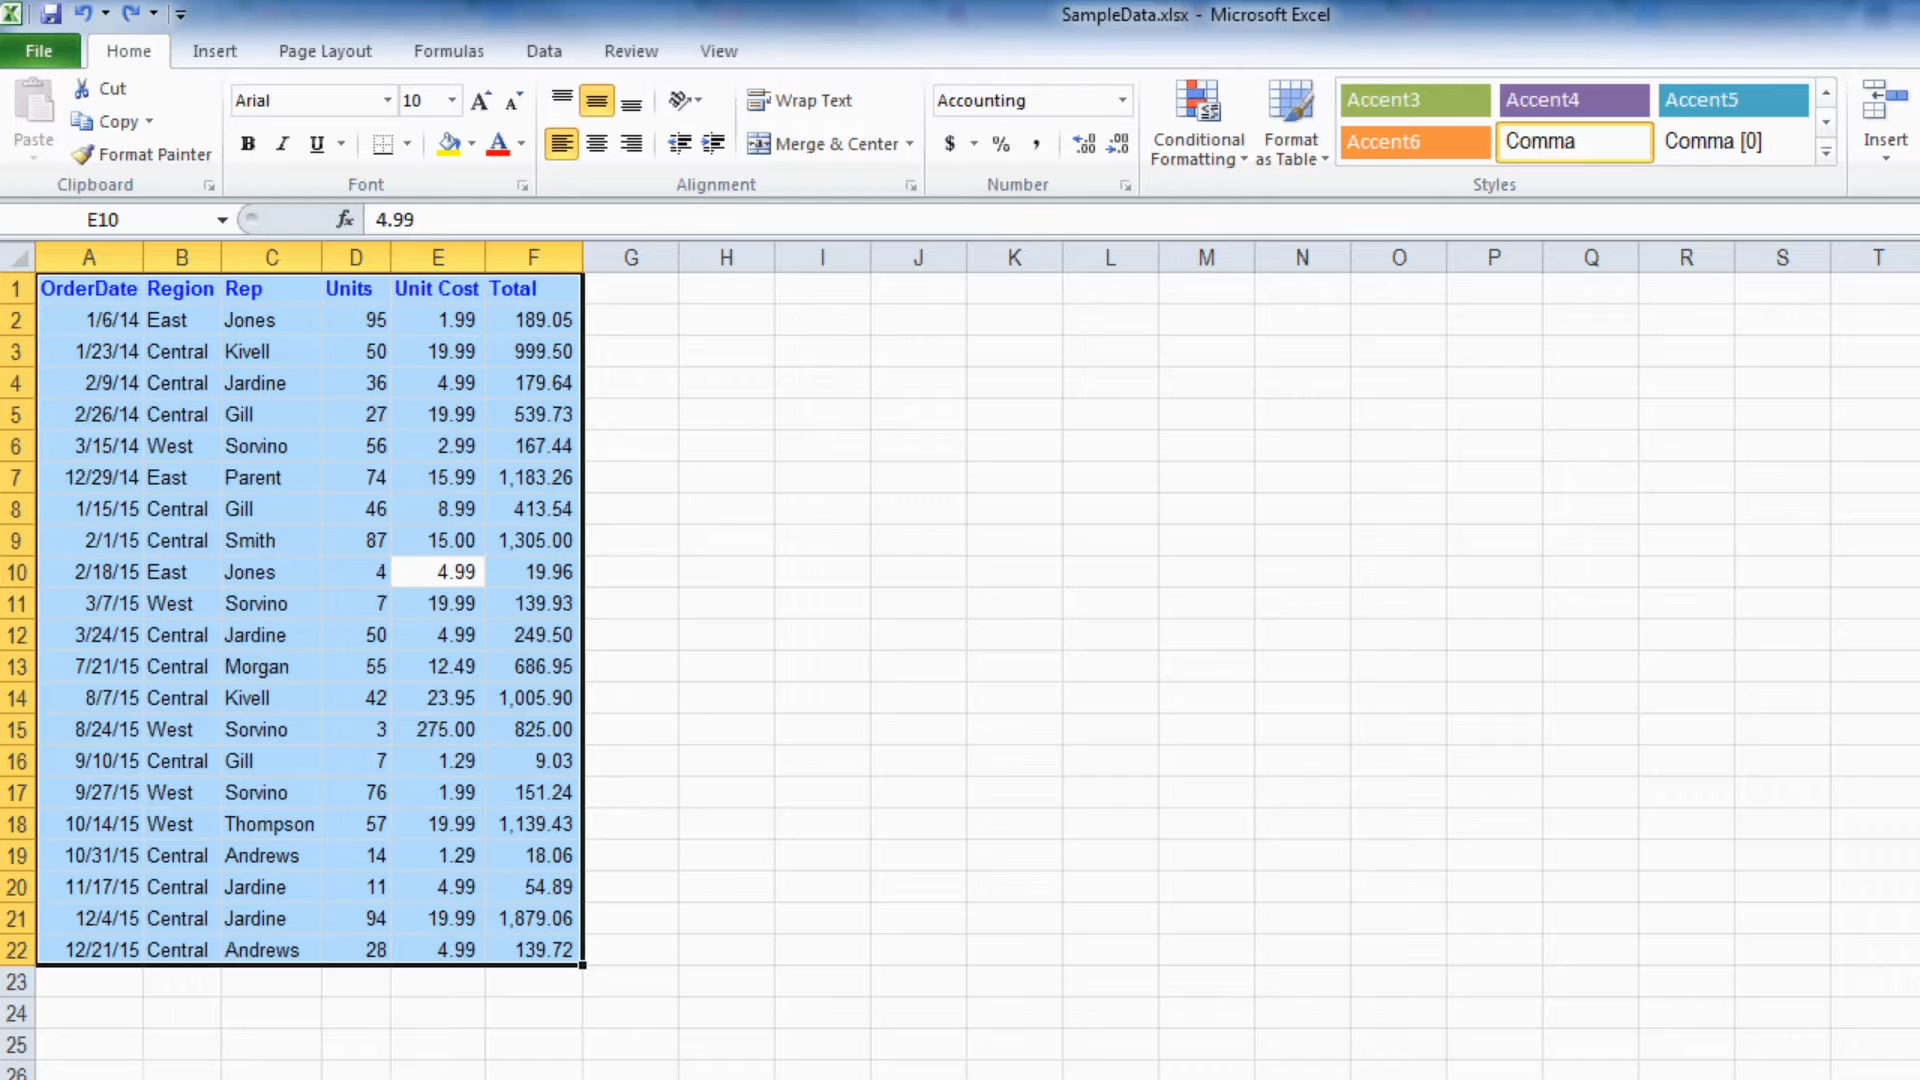 SampleData.xlsx - Microsoft Excel
File Home Insert Page Layout Formulas Data Review View
Paste
Cut
Copy
Format Painter
Clipboard
Arial 10
B I U A
Font
Wrap Text
Merge & Center
Alignment
Accounting
$ % ,
Number
Conditional Formatting
Format as Table
Accent3 Accent4 Accent5
Accent6 Comma Comma [0]
Styles
Insert
E10 fx 4.99
A B C D E F G H I J K L M N O P Q R S T
1 OrderDate Region Rep Units Unit Cost Total
2 1/6/14 East Jones 95 1.99 189.05
3 1/23/14 Central Kivell 50 19.99 999.50
4 2/9/14 Central Jardine 36 4.99 179.64
5 2/26/14 Central Gill 27 19.99 539.73
6 3/15/14 West Sorvino 56 2.99 167.44
7 12/29/14 East Parent 74 15.99 1,183.26
8 1/15/15 Central Gill 46 8.99 413.54
9 2/1/15 Central Smith 87 15.00 1,305.00
10 2/18/15 East Jones 4 4.99 19.96
11 3/7/15 West Sorvino 7 19.99 139.93
12 3/24/15 Central Jardine 50 4.99 249.50
13 7/21/15 Central Morgan 55 12.49 686.95
14 8/7/15 Central Kivell 42 23.95 1,005.90
15 8/24/15 West Sorvino 3 275.00 825.00
16 9/10/15 Central Gill 7 1.29 9.03
17 9/27/15 West Sorvino 76 1.99 151.24
18 10/14/15 West Thompson 57 19.99 1,139.43
19 10/31/15 Central Andrews 14 1.29 18.06
20 11/17/15 Central Jardine 11 4.99 54.89
21 12/4/15 Central Jardine 94 19.99 1,879.06
22 12/21/15 Central Andrews 28 4.99 139.72
23
24
25
26